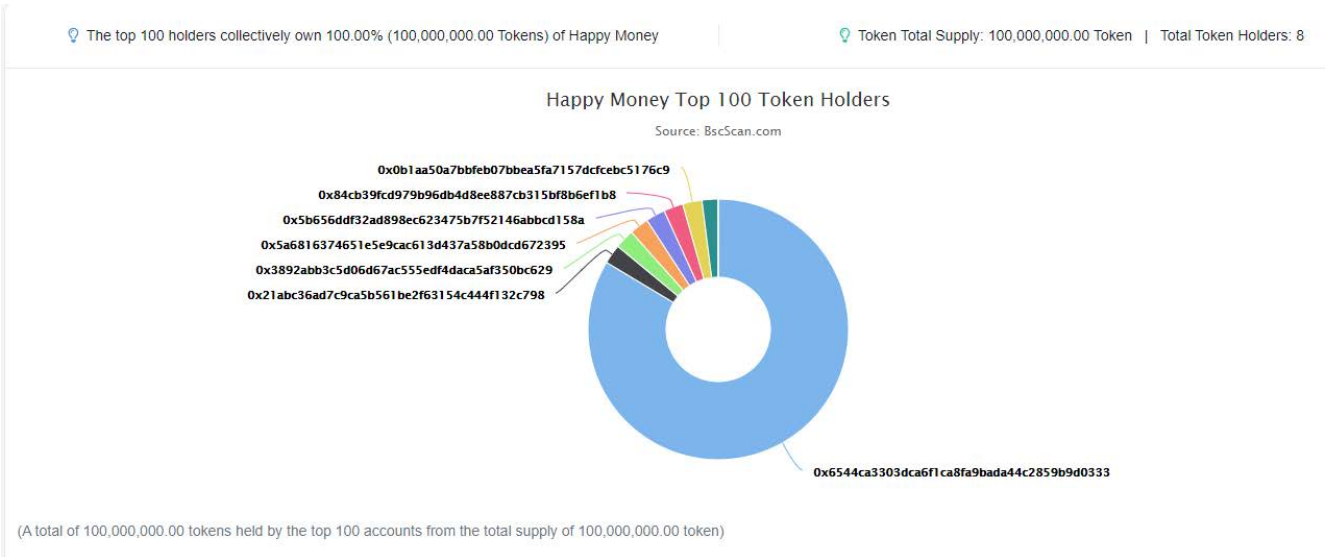 The top 100 holders collectively own 100.00% (100,000,000.00 Tokens) of Happy Money
Token Total Supply: 100,000,000.00 Token | Total Token Holders: 8
Happy Money Top 100 Token Holders
Source: BscScan.com
0x0b1aa50a7bbfeb07bbea5fa7157dcfcebc5176c9
0x84cb39fcd979b96db4d8ee887cb315bf8b6ef1b8
0x5b656ddf32ad898ec623475b7f52146abbcd158a
0x5a6816374651e5e9cac613d437a58b0dcd672395
0x3892abb3c5d06d67ac555edf4daca5af350bc629
0x21abc36ad7c9ca5b561be2f63154c444f132c798
0x6544ca3303dca6f1ca8fa9bada44c2859b9d0333
(A total of 100,000,000.00 tokens held by the top 100 accounts from the total supply of 100,000,000.00 token)